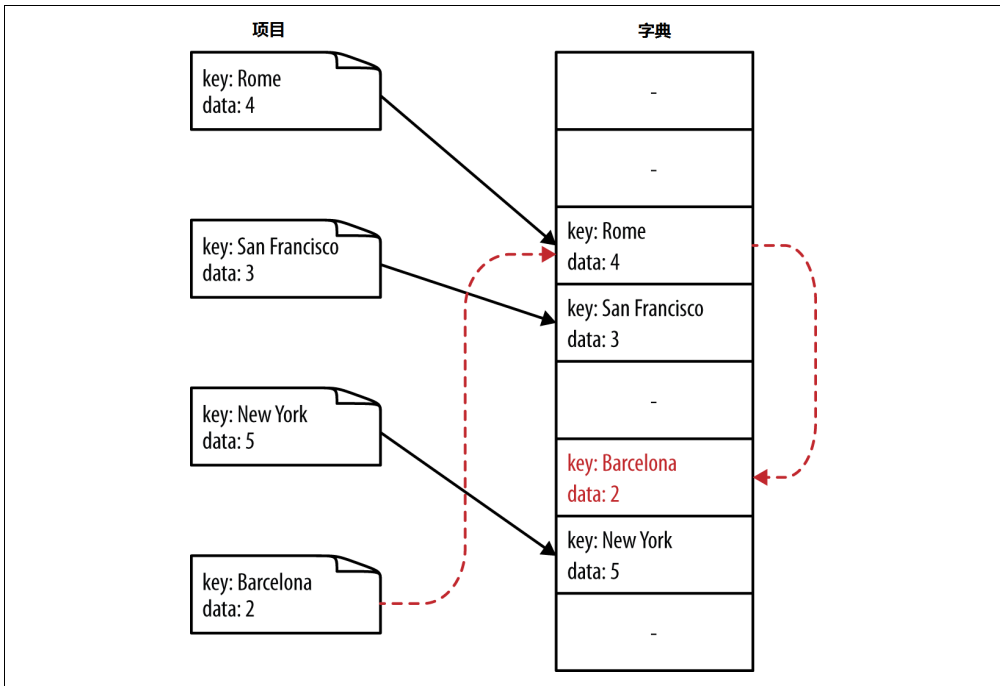 项目
key: Rome
data: 4
key: San Francisco
data: 3
key: New York
data: 5
key: Barcelona
data: 2
字典
-
-
key: Rome
data: 4
key: San Francisco
data: 3
-
key: Barcelona
data: 2
key: New York
data: 5
-